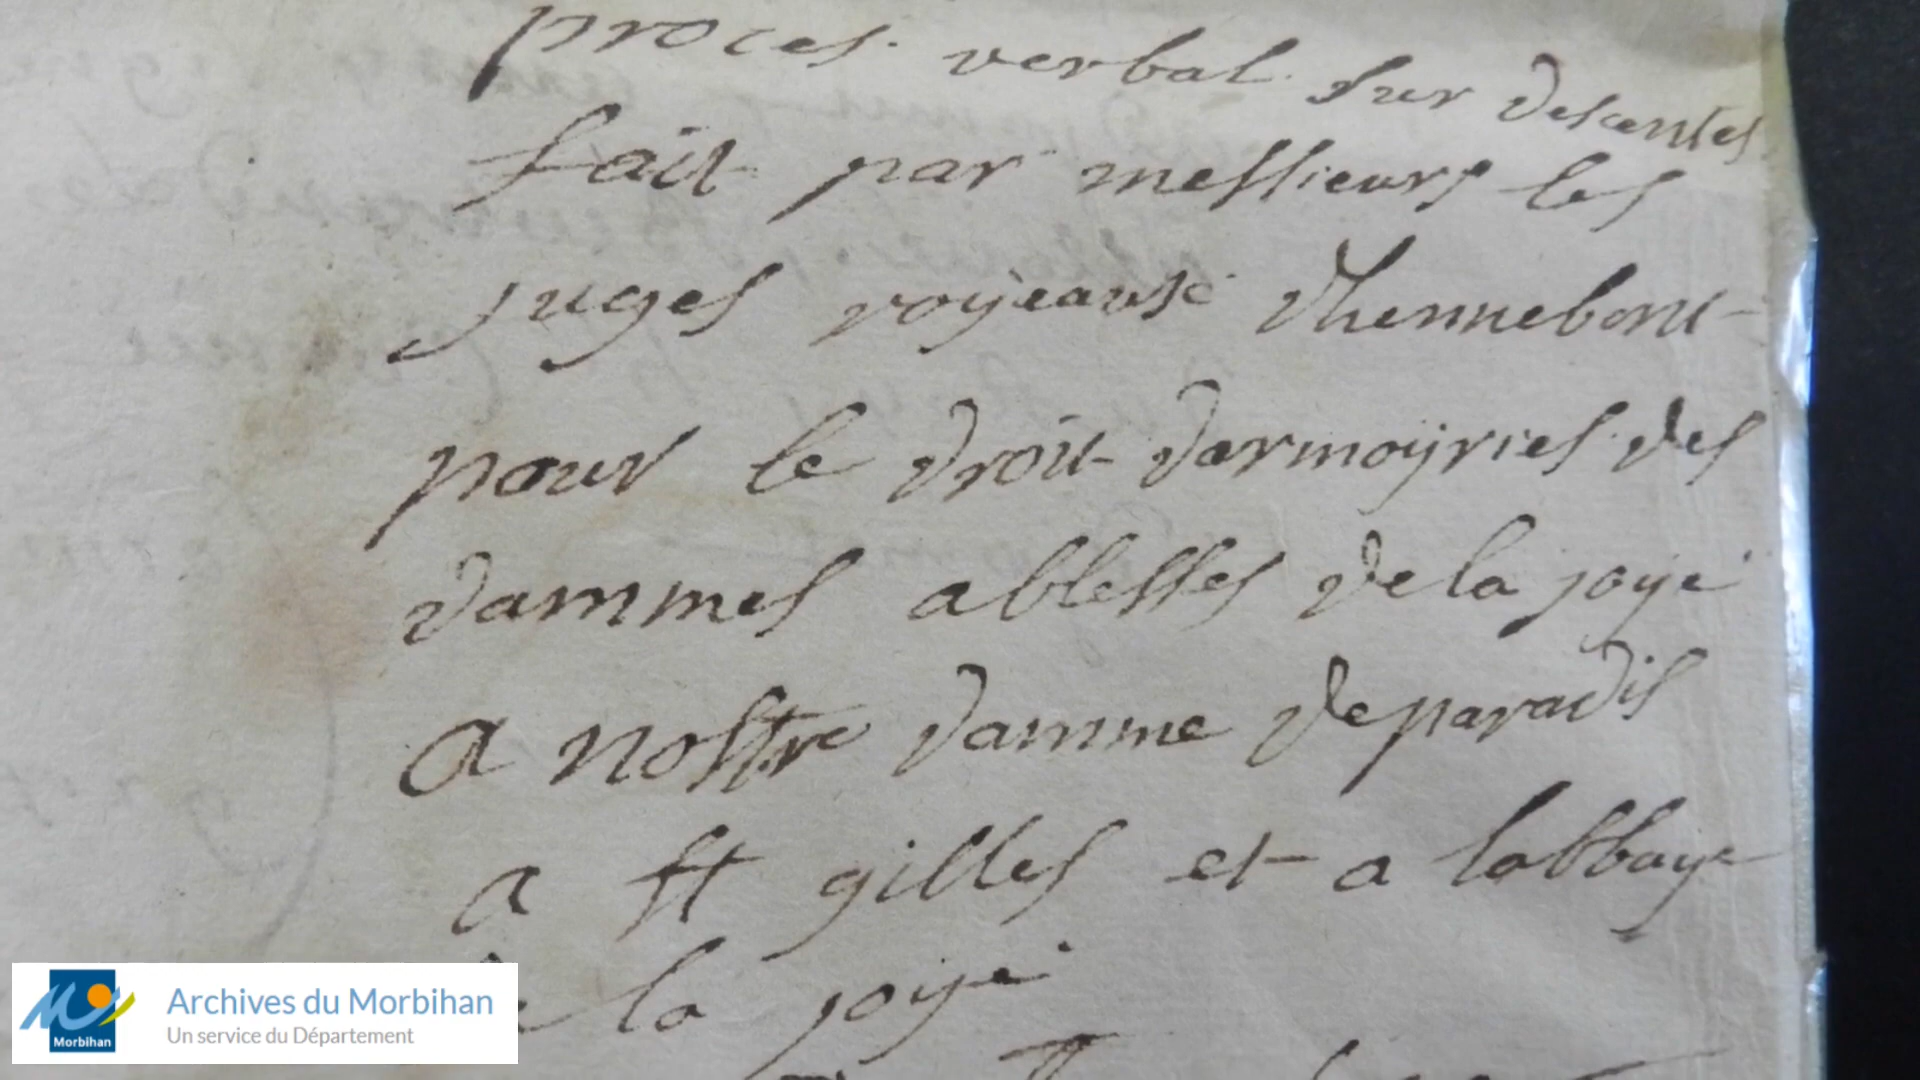 proces verbal sur descentes
fait par messieurs les
juges royeaux dhennebont
pour le droit darmoyries des
dammes ablesses de la joye
a nostre damme de paradis
a st gilles et a labbaye
de la joye
Archives du Morbihan
Un service du Département
Morbihan